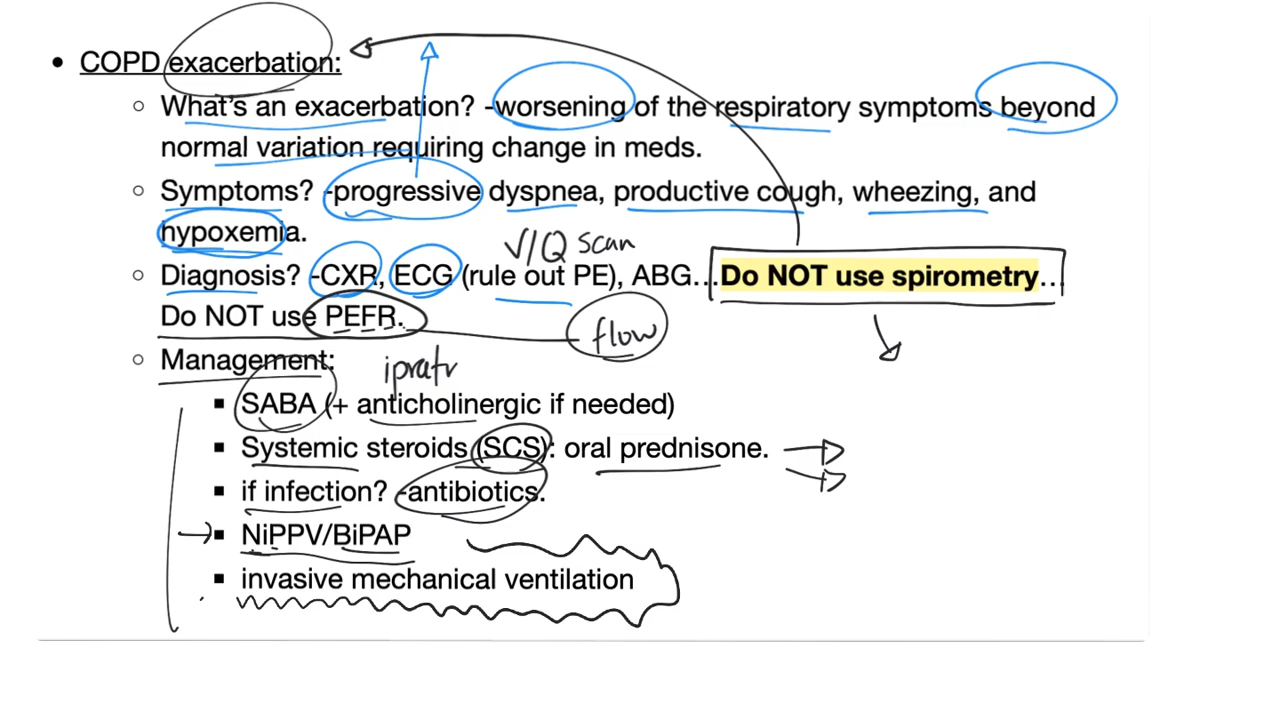 • COPD exacerbation:
○ What's an exacerbation? -worsening of the respiratory symptoms beyond
normal variation requiring change in meds.
○ Symptoms? -progressive dyspnea, productive cough, wheezing, and
hypoxemia.
V/Q scan
○ Diagnosis? -CXR, ECG (rule out PE), ABG...Do NOT use spirometry...
Do NOT use PEFR.
flow
○ Management:
ipratr
▪ SABA (+ anticholinergic if needed)
▪ Systemic steroids (SCS): oral prednisone.
▪ if infection? -antibiotics.
▪ NiPPV/BiPAP
▪ invasive mechanical ventilation